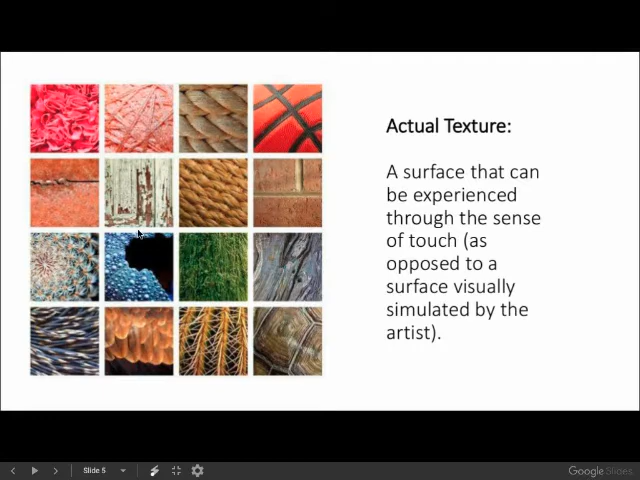 Actual Texture:
A surface that can
be experienced
through the sense
of touch (as
opposed to a
surface visually
simulated by the
artist).
Slide 5
Google Slides